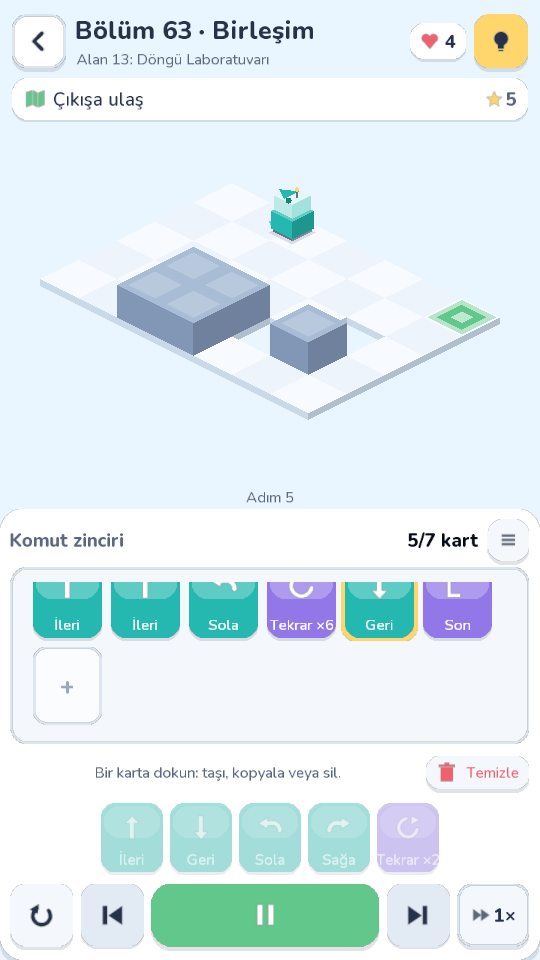 Bölüm 63 · Birleşim
Alan 13: Döngü Laboratuvarı
4
Çıkışa ulaş
5
Adım 5
Komut zinciri
5/7 kart
İleri
İleri
Sola
Tekrar ×6
Geri
Son
+
Bir karta dokun: taşı, kopyala veya sil.
Temizle
İleri
Geri
Sola
Sağa
Tekrar ×2
1×